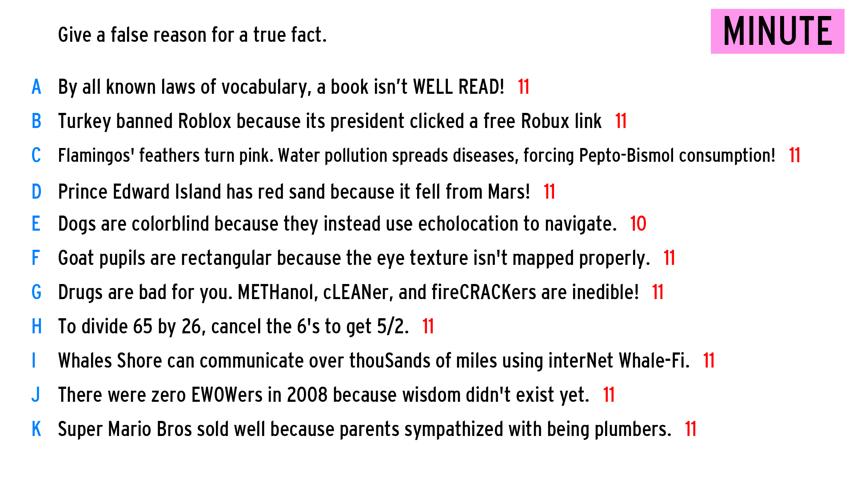 Give a false reason for a true fact.
MINUTE
A By all known laws of vocabulary, a book isn't WELL READ! 11
B Turkey banned Roblox because its president clicked a free Robux link 11
C Flamingos' feathers turn pink. Water pollution spreads diseases, forcing Pepto-Bismol consumption! 11
D Prince Edward Island has red sand because it fell from Mars! 11
E Dogs are colorblind because they instead use echolocation to navigate. 10
F Goat pupils are rectangular because the eye texture isn't mapped properly. 11
G Drugs are bad for you. METHanol, cLEANer, and fireCRACKers are inedible! 11
H To divide 65 by 26, cancel the 6's to get 5/2. 11
I Whales Shore can communicate over thouSands of miles using interNet Whale-Fi. 11
J There were zero EWOWers in 2008 because wisdom didn't exist yet. 11
K Super Mario Bros sold well because parents sympathized with being plumbers. 11